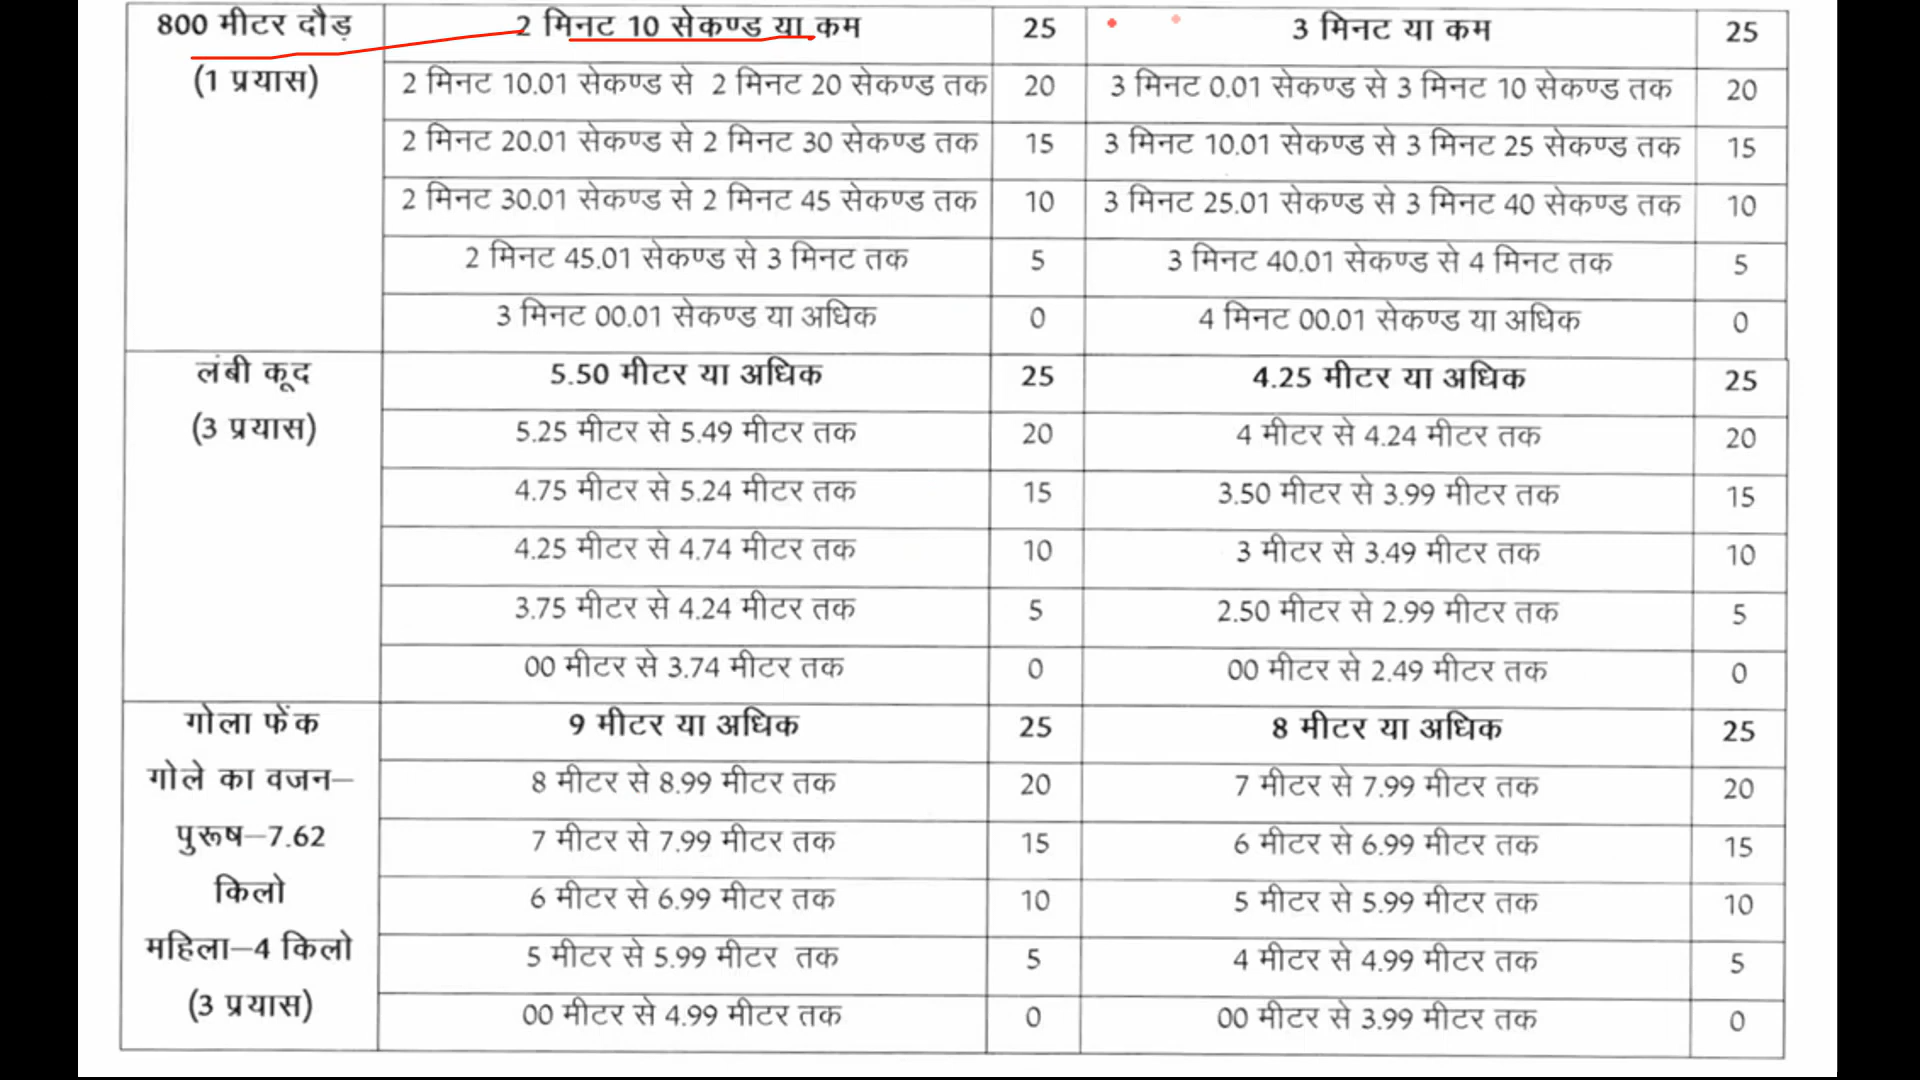 800 मीटर दौड़ 2 मिनट 10 सेकण्ड या कम 25 3 मिनट या कम 25
(1 प्रयास) 2 मिनट 10.01 सेकण्ड से 2 मिनट 20 सेकण्ड तक 20 3 मिनट 0.01 सेकण्ड से 3 मिनट 10 सेकण्ड तक 20
2 मिनट 20.01 सेकण्ड से 2 मिनट 30 सेकण्ड तक 15 3 मिनट 10.01 सेकण्ड से 3 मिनट 25 सेकण्ड तक 15
2 मिनट 30.01 सेकण्ड से 2 मिनट 45 सेकण्ड तक 10 3 मिनट 25.01 सेकण्ड से 3 मिनट 40 सेकण्ड तक 10
2 मिनट 45.01 सेकण्ड से 3 मिनट तक 5 3 मिनट 40.01 सेकण्ड से 4 मिनट तक 5
3 मिनट 00.01 सेकण्ड या अधिक 0 4 मिनट 00.01 सेकण्ड या अधिक 0
लंबी कूद 5.50 मीटर या अधिक 25 4.25 मीटर या अधिक 25
(3 प्रयास) 5.25 मीटर से 5.49 मीटर तक 20 4 मीटर से 4.24 मीटर तक 20
4.75 मीटर से 5.24 मीटर तक 15 3.50 मीटर से 3.99 मीटर तक 15
4.25 मीटर से 4.74 मीटर तक 10 3 मीटर से 3.49 मीटर तक 10
3.75 मीटर से 4.24 मीटर तक 5 2.50 मीटर से 2.99 मीटर तक 5
00 मीटर से 3.74 मीटर तक 0 00 मीटर से 2.49 मीटर तक 0
गोला फेंक 9 मीटर या अधिक 25 8 मीटर या अधिक 25
गोले का वजन– 8 मीटर से 8.99 मीटर तक 20 7 मीटर से 7.99 मीटर तक 20
पुरूष–7.62 7 मीटर से 7.99 मीटर तक 15 6 मीटर से 6.99 मीटर तक 15
किलो 6 मीटर से 6.99 मीटर तक 10 5 मीटर से 5.99 मीटर तक 10
महिला–4 किलो 5 मीटर से 5.99 मीटर तक 5 4 मीटर से 4.99 मीटर तक 5
(3 प्रयास) 00 मीटर से 4.99 मीटर तक 0 00 मीटर से 3.99 मीटर तक 0